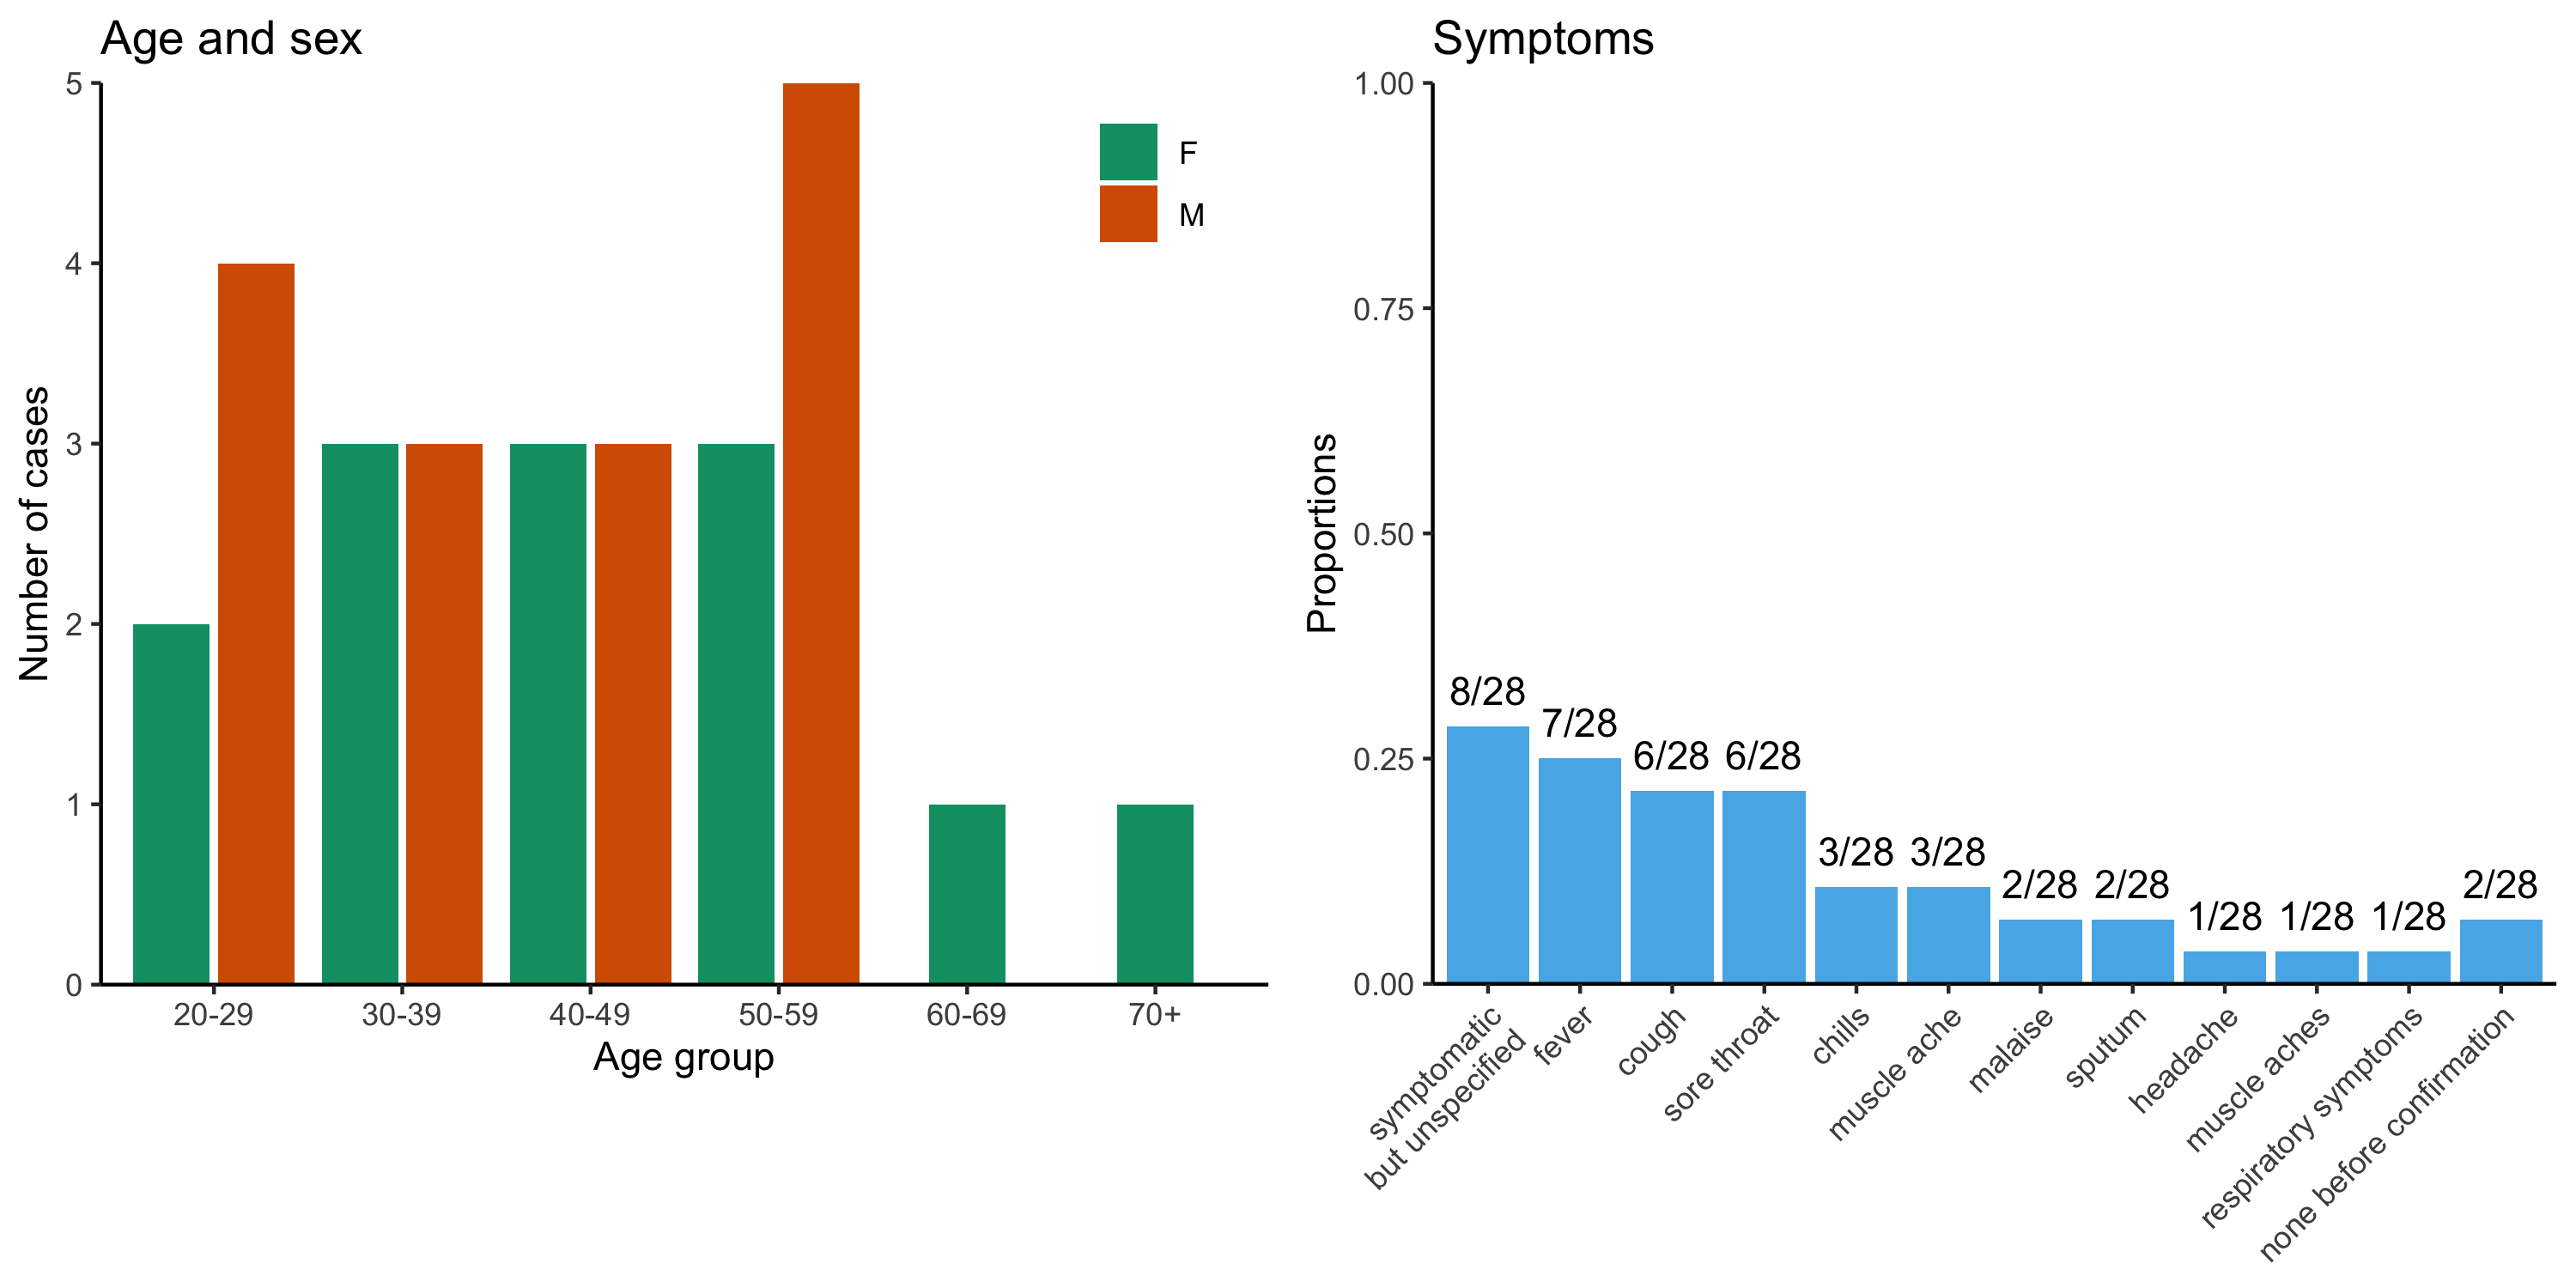 Age and sex
5
4
3
2
1
0
Number of cases
F
M
20-29 30-39 40-49 50-59 60-69 70+
Age group
Symptoms
1.00
0.75
0.50
0.25
0.00
Proportions
8/28 7/28 6/28 6/28 3/28 3/28 2/28 2/28 1/28 1/28 1/28 2/28
symptomatic
but unspecified
fever
cough
sore throat
chills
muscle ache
malaise
sputum
headache
muscle aches
respiratory symptoms
none before confirmation